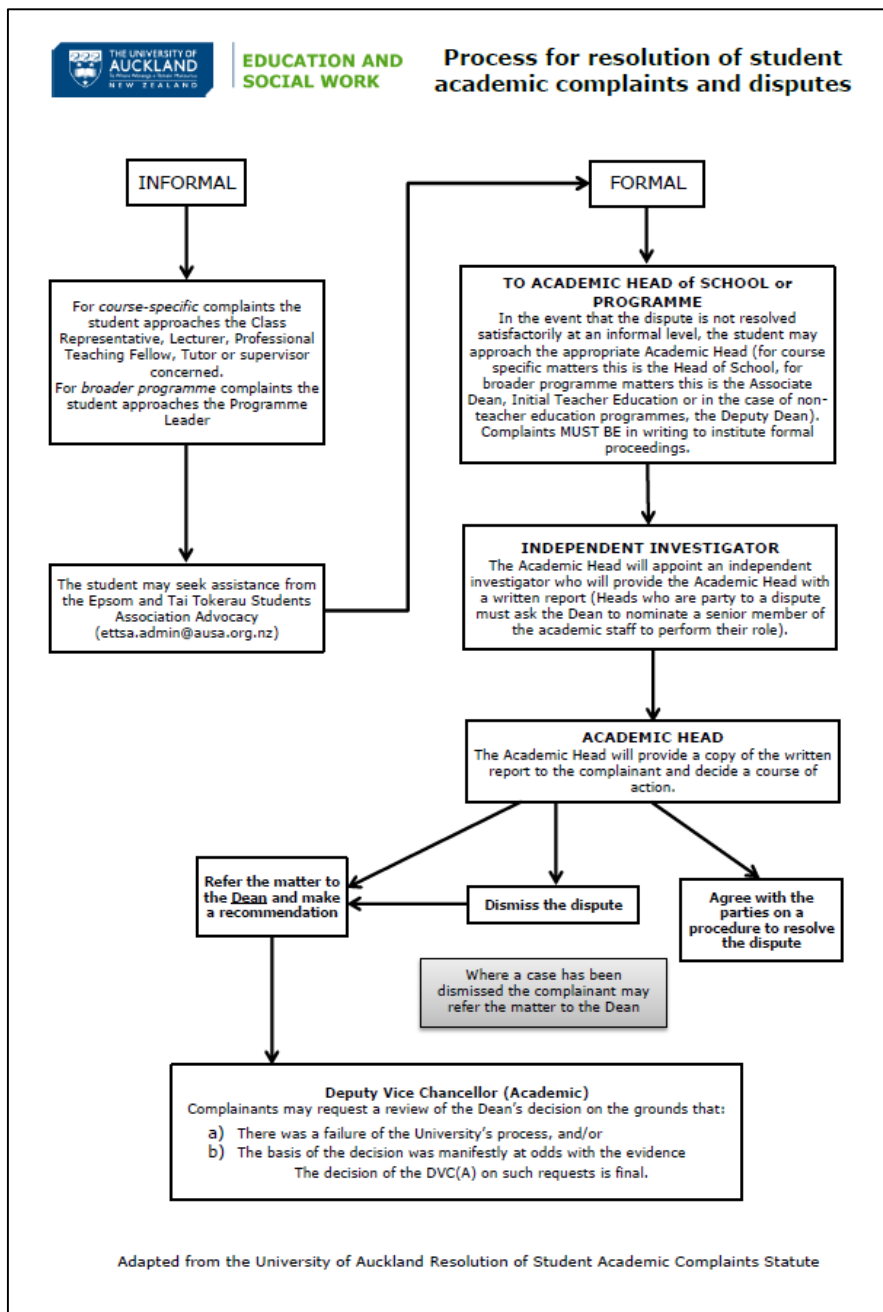 THE UNIVERSITY OF
AUCKLAND
Te Whare Wānanga o Tāmaki Makaurau
NEW ZEALAND
EDUCATION AND
SOCIAL WORK
Process for resolution of student
academic complaints and disputes
INFORMAL
For course-specific complaints the
student approaches the Class
Representative, Lecturer, Professional
Teaching Fellow, Tutor or supervisor
concerned.
For broader programme complaints the
student approaches the Programme
Leader
The student may seek assistance from
the Epsom and Tai Tokerau Students
Association Advocacy
(ettsa.admin@ausa.org.nz)
FORMAL
TO ACADEMIC HEAD of SCHOOL or
PROGRAMME
In the event that the dispute is not resolved
satisfactorily at an informal level, the student may
approach the appropriate Academic Head (for course
specific matters this is the Head of School, for
broader programme matters this is the Associate
Dean, Initial Teacher Education or in the case of non-
teacher education programmes, the Deputy Dean).
Complaints MUST BE in writing to institute formal
proceedings.
INDEPENDENT INVESTIGATOR
The Academic Head will appoint an independent
investigator who will provide the Academic Head with
a written report (Heads who are party to a dispute
must ask the Dean to nominate a senior member of
the academic staff to perform their role).
ACADEMIC HEAD
The Academic Head will provide a copy of the written
report to the complainant and decide a course of
action.
Refer the matter to
the Dean and make
a recommendation
Dismiss the dispute
Agree with the
parties on a
procedure to resolve
the dispute
Where a case has been
dismissed the complainant may
refer the matter to the Dean
Deputy Vice Chancellor (Academic)
Complainants may request a review of the Dean's decision on the grounds that:
a) There was a failure of the University's process, and/or
b) The basis of the decision was manifestly at odds with the evidence
The decision of the DVC(A) on such requests is final.
Adapted from the University of Auckland Resolution of Student Academic Complaints Statute